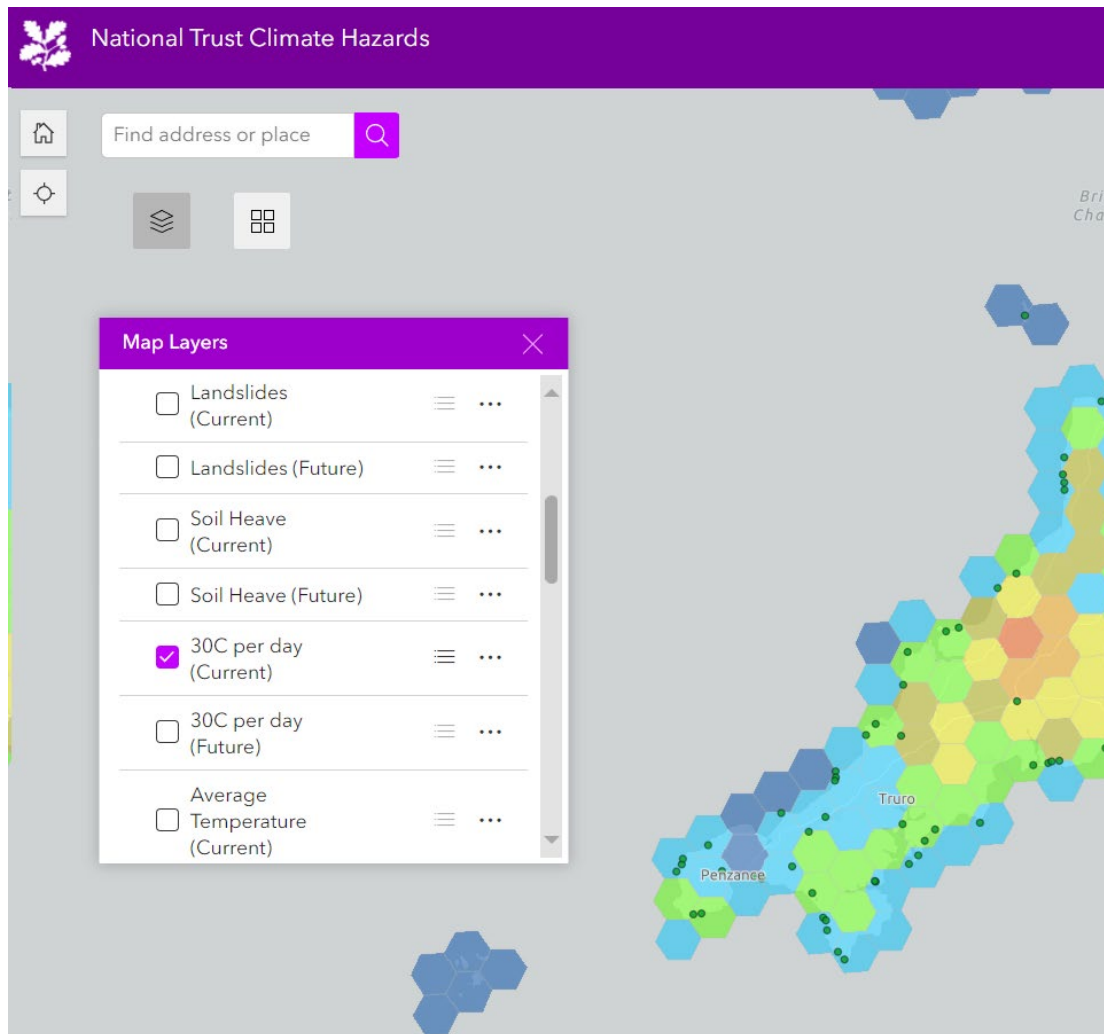 National Trust Climate Hazards
Find address or place
Map Layers
Landslides
(Current)
Landslides (Future)
Soil Heave
(Current)
Soil Heave (Future)
30C per day
(Current)
30C per day
(Future)
Average
Temperature
(Current)
Truro
Penzance